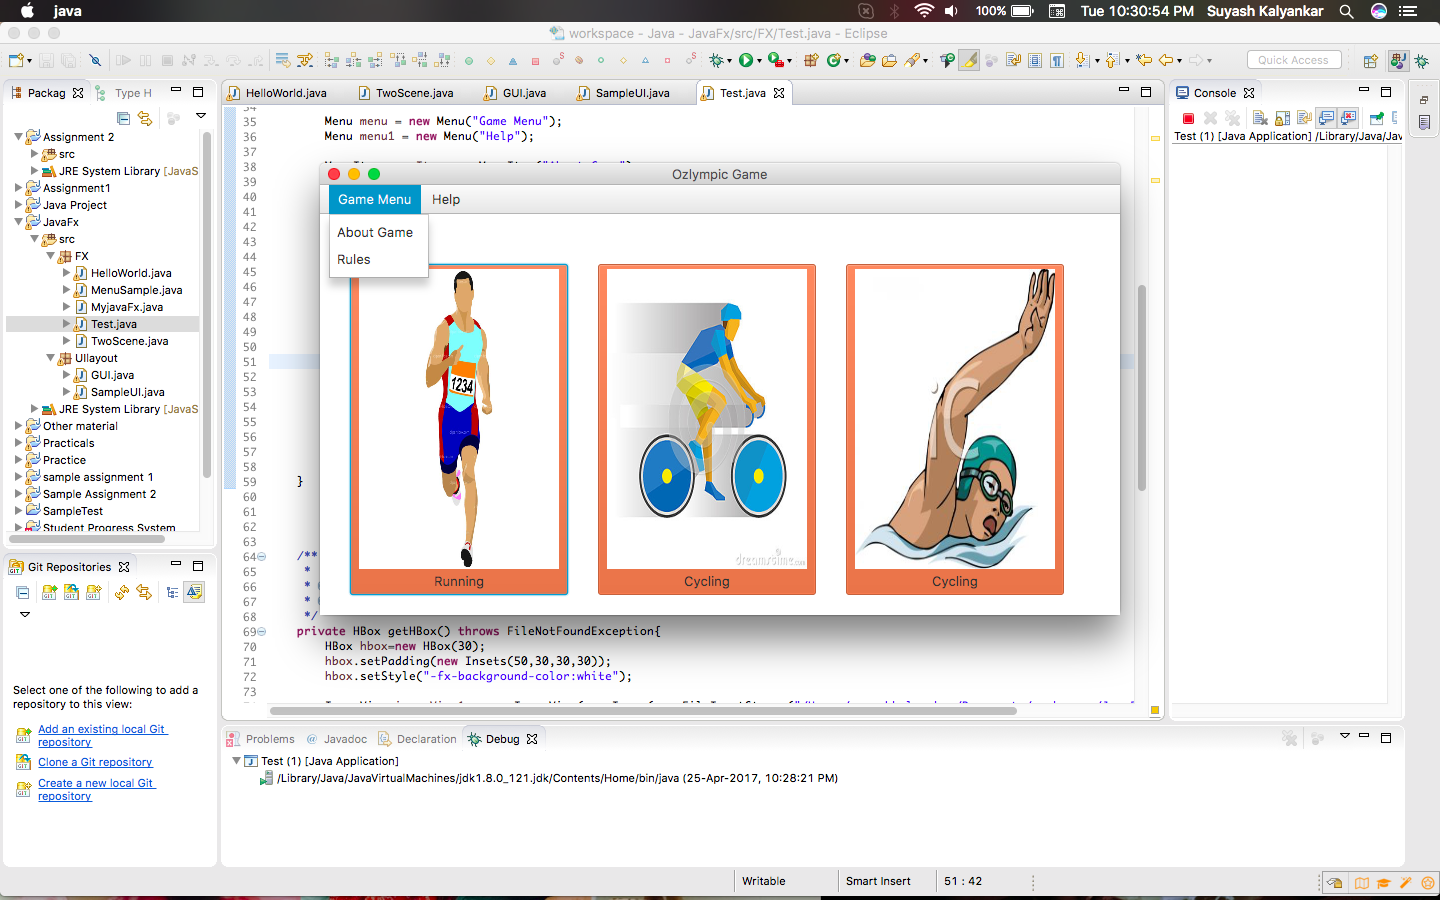 java
100%
Tue 10:30:54 PM
Suyash Kalyankar
workspace - Java - JavaFx/src/FX/Test.java - Eclipse
Quick Access
Packag
Type H
HelloWorld.java
TwoScene.java
GUI.java
SampleUI.java
Test.java
Console
Test (1) [Java Application] /Library/Java/Jav
Assignment 2
src
JRE System Library [JavaS
Assignment1
Java Project
JavaFx
src
FX
HelloWorld.java
MenuSample.java
MyjavaFx.java
Test.java
TwoScene.java
UIlayout
GUI.java
SampleUI.java
JRE System Library [JavaS
Other material
Practicals
Practice
sample assignment 1
Sample Assignment 2
SampleTest
Student Progress System
34
35 Menu menu = new Menu("Game Menu");
36 Menu menu1 = new Menu("Help");
37
38
39
40
41
42
43
44
45
46
47
48
49
50
51
52
53
54
55
56
57
58
59 }
60
61
62
63
64 /**
65 *
66 *
67 *
68 */
69 private HBox getHBox() throws FileNotFoundException{
70 HBox hbox=new HBox(30);
71 hbox.setPadding(new Insets(50,30,30,30));
72 hbox.setStyle("-fx-background-color:white");
73
Ozlympic Game
Game Menu
Help
About Game
Rules
1234
dreamstime.com
Running
Cycling
Cycling
Git Repositories
Select one of the following to add a
repository to this view:
Add an existing local Git
repository
Clone a Git repository
Create a new local Git
repository
Problems
@ Javadoc
Declaration
Debug
Test (1) [Java Application]
/Library/Java/JavaVirtualMachines/jdk1.8.0_121.jdk/Contents/Home/bin/java (25-Apr-2017, 10:28:21 PM)
Writable
Smart Insert
51 : 42